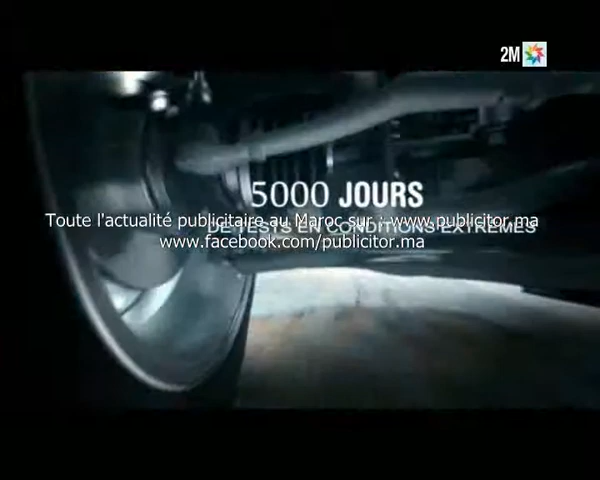 2M
5000 JOURS
Toute l'actualité publicitaire au Maroc sur : www.publicitor.ma
DE TESTS EN CONDITIONS EXTRÊMES
www.facebook.com/publicitor.ma